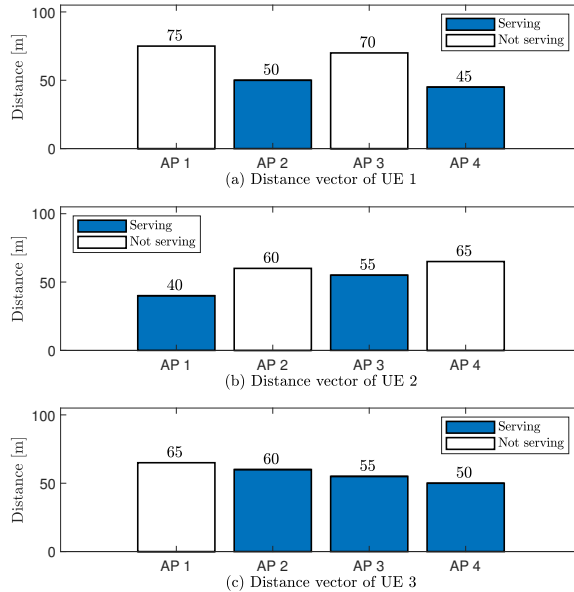 100
Distance [m]
50
0
75
50
70
45
Serving
Not serving
AP 1 AP 2 AP 3 AP 4
(a) Distance vector of UE 1
100
Distance [m]
50
0
Serving
Not serving
40
60
55
65
AP 1 AP 2 AP 3 AP 4
(b) Distance vector of UE 2
100
Distance [m]
50
0
65
60
55
50
Serving
Not serving
AP 1 AP 2 AP 3 AP 4
(c) Distance vector of UE 3